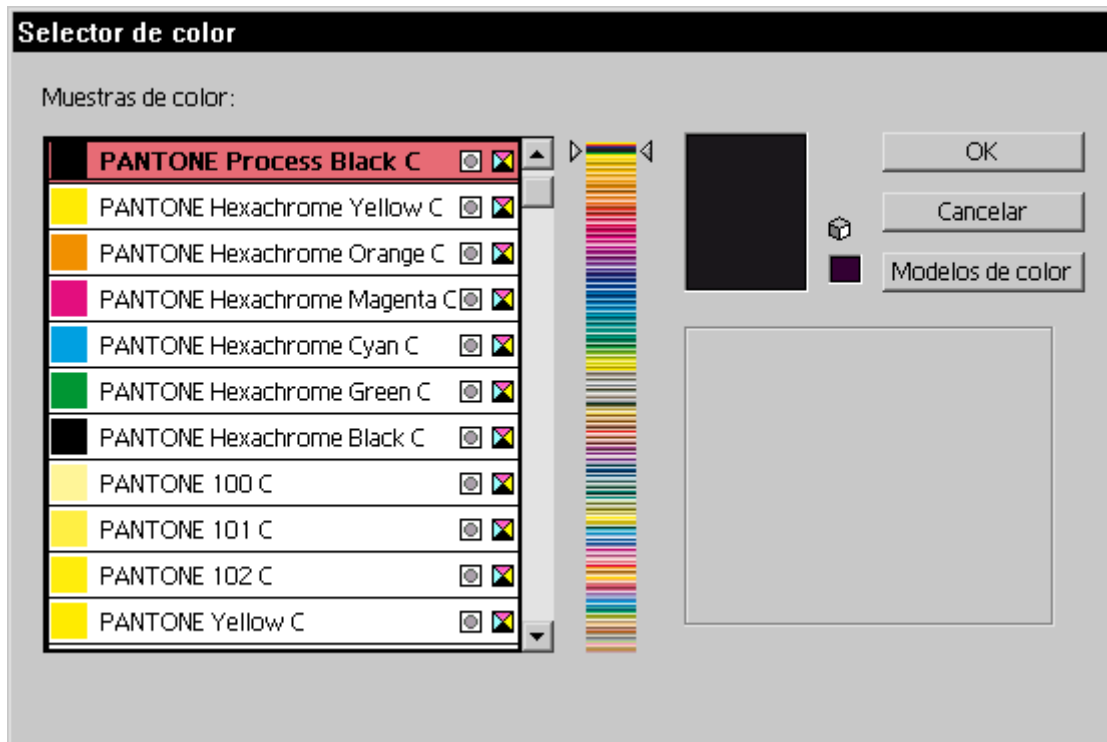 Selector de color
Muestras de color:
PANTONE Process Black C
PANTONE Hexachrome Yellow C
PANTONE Hexachrome Orange C
PANTONE Hexachrome Magenta C
PANTONE Hexachrome Cyan C
PANTONE Hexachrome Green C
PANTONE Hexachrome Black C
PANTONE 100 C
PANTONE 101 C
PANTONE 102 C
PANTONE Yellow C
OK
Cancelar
Modelos de color